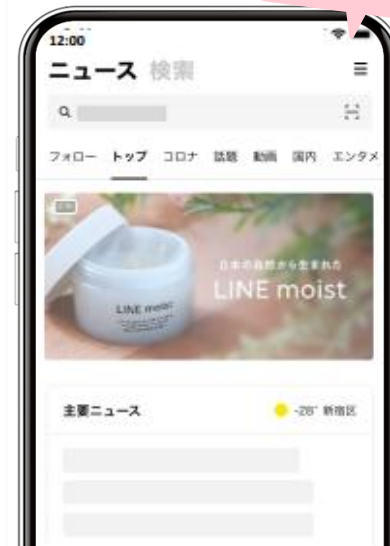 12:00
ニュース 検索
フォロー トップ コロナ 話題 動画 国内 エンタメ
日本の自然から生まれた
LINE moist
LINE moist
主要ニュース
-28° 新宿区